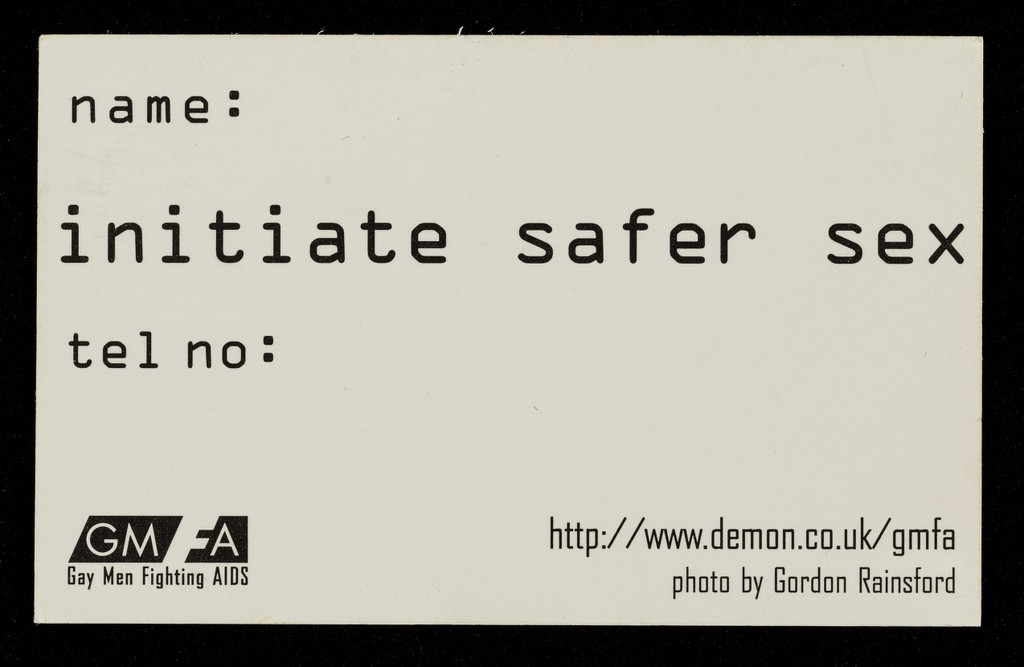 name:
initiate safer sex
tel no:
GMFA
Gay Men Fighting AIDS
http://www.demon.co.uk/gmfa
photo by Gordon Rainsford